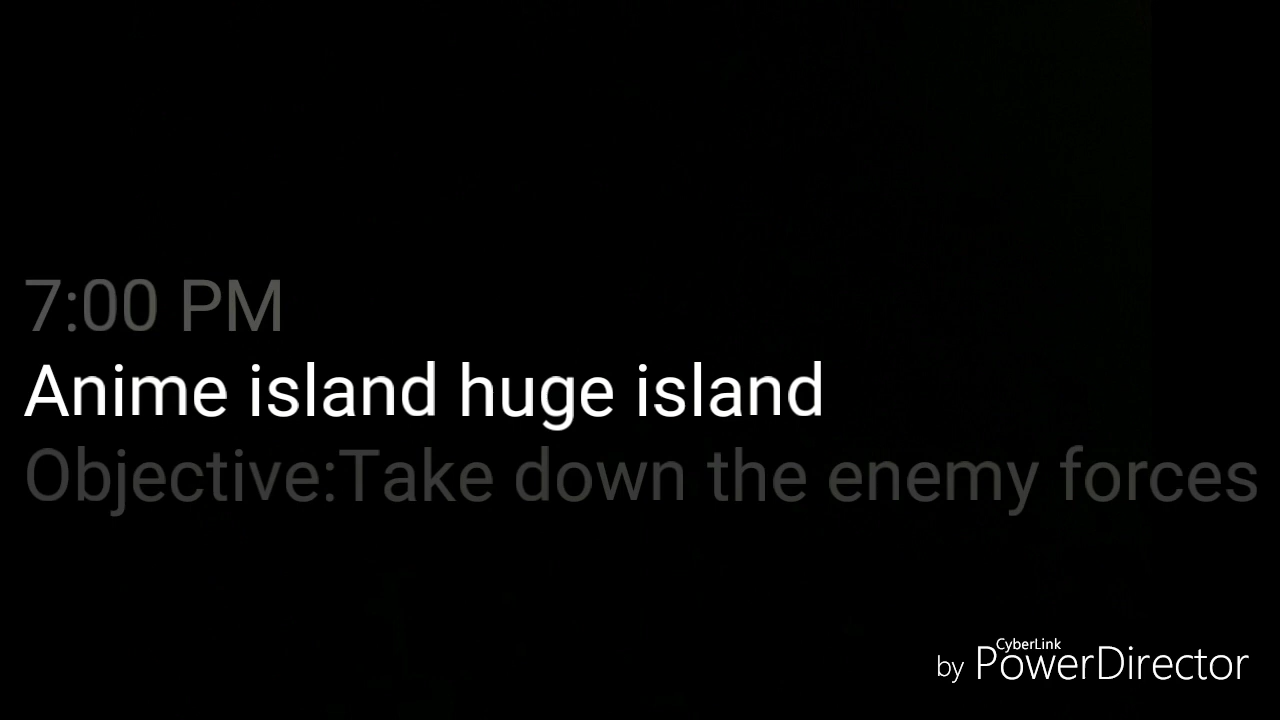 7:00 PM
Anime island huge island
Objective:Take down the enemy forces
CyberLink
by PowerDirector